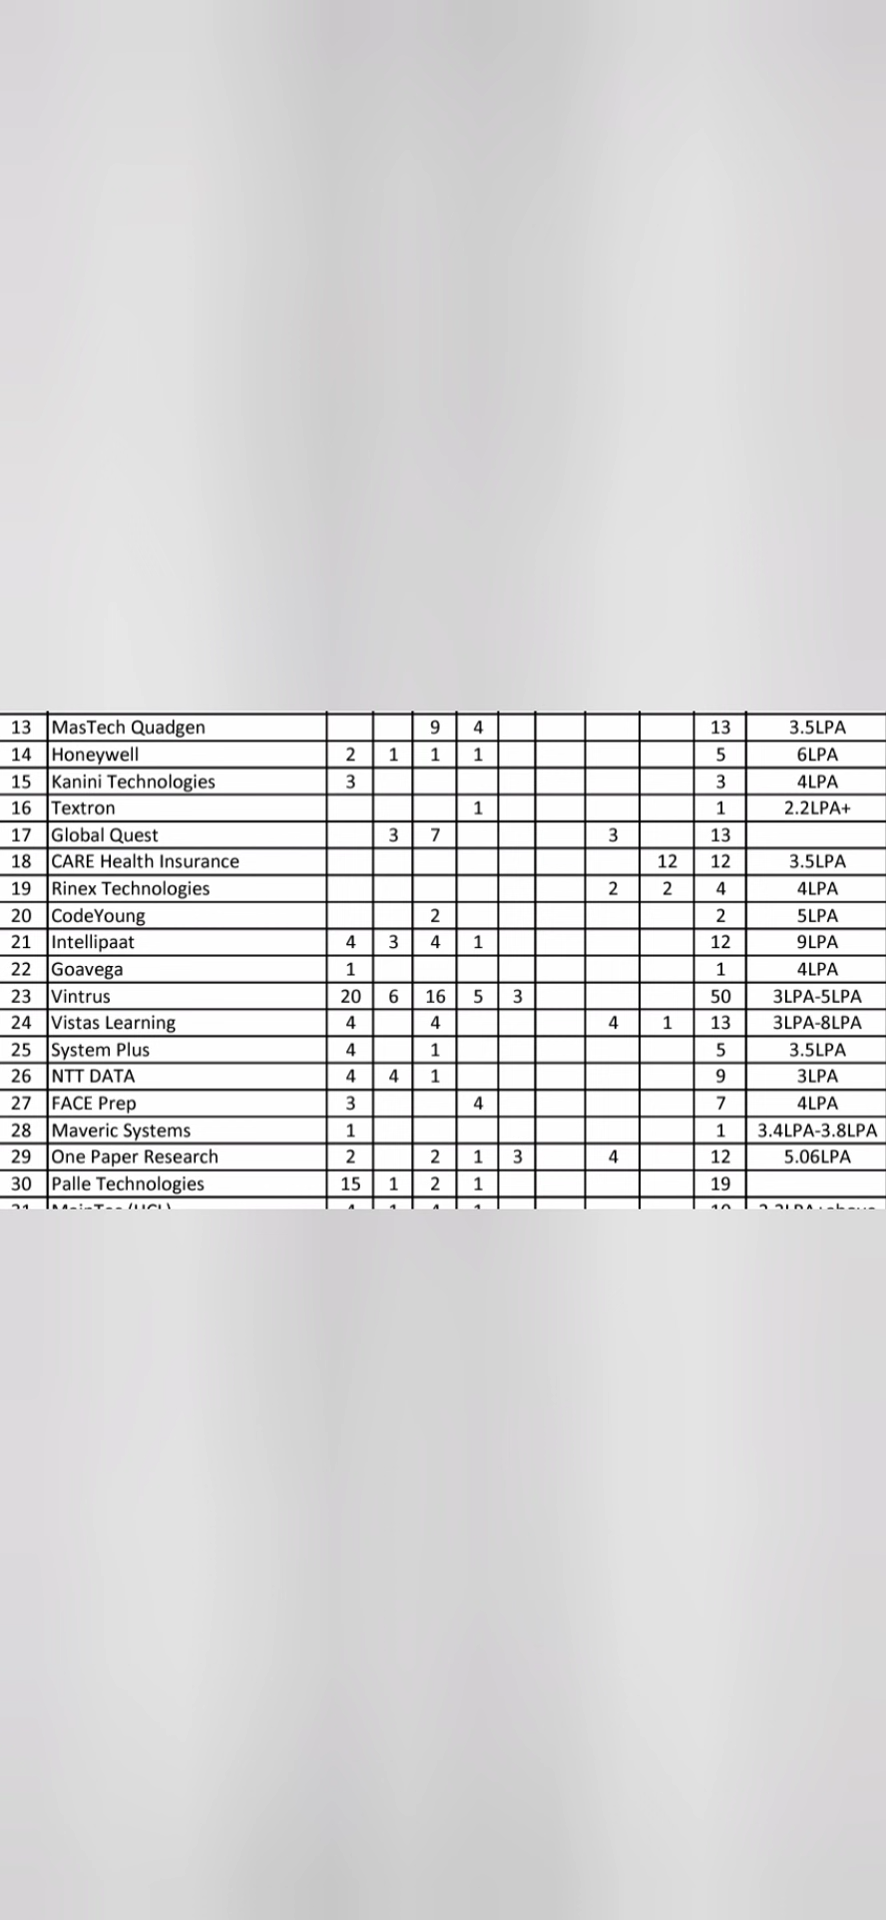 13 MasTech Quadgen 9 4 13 3.5LPA
14 Honeywell 2 1 1 1 5 6LPA
15 Kanini Technologies 3 3 4LPA
16 Textron 1 1 2.2LPA+
17 Global Quest 3 7 3 13
18 CARE Health Insurance 12 12 3.5LPA
19 Rinex Technologies 2 2 4 4LPA
20 CodeYoung 2 2 5LPA
21 Intellipaat 4 3 4 1 12 9LPA
22 Goavega 1 1 4LPA
23 Vintrus 20 6 16 5 3 50 3LPA-5LPA
24 Vistas Learning 4 4 4 1 13 3LPA-8LPA
25 System Plus 4 1 5 3.5LPA
26 NTT DATA 4 4 1 9 3LPA
27 FACE Prep 3 4 7 4LPA
28 Maveric Systems 1 1 3.4LPA-3.8LPA
29 One Paper Research 2 2 1 3 4 12 5.06LPA
30 Palle Technologies 15 1 2 1 19